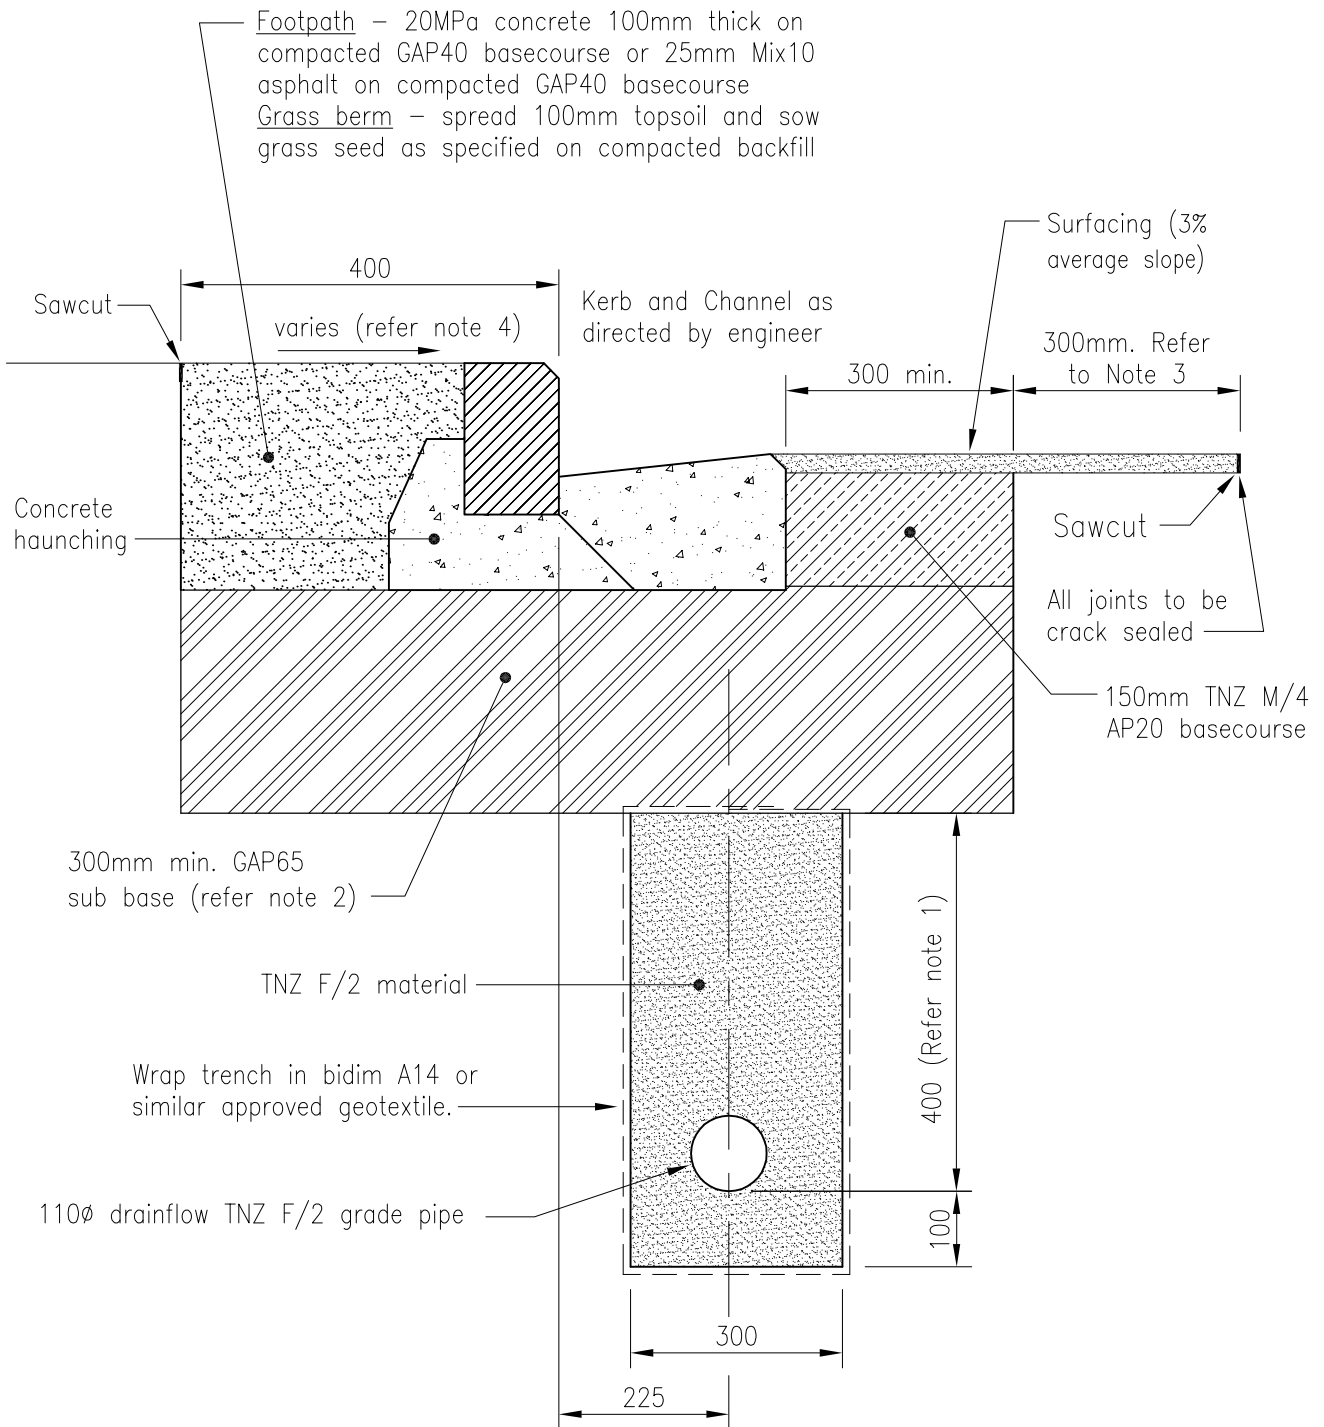 Footpath - 20MPa concrete 100mm thick on
compacted GAP40 basecourse or 25mm Mix10
asphalt on compacted GAP40 basecourse
Grass berm - spread 100mm topsoil and sow
grass seed as specified on compacted backfill
Surfacing (3%
average slope)
400
Sawcut
varies (refer note 4)
Kerb and Channel as
directed by engineer
300 min.
300mm. Refer
to Note 3
Concrete
haunching
Sawcut
All joints to be
crack sealed
150mm TNZ M/4
AP20 basecourse
300mm min. GAP65
sub base (refer note 2)
TNZ F/2 material
400 (Refer note 1)
Wrap trench in bidim A14 or
similar approved geotextile.
110ø drainflow TNZ F/2 grade pipe
100
300
225